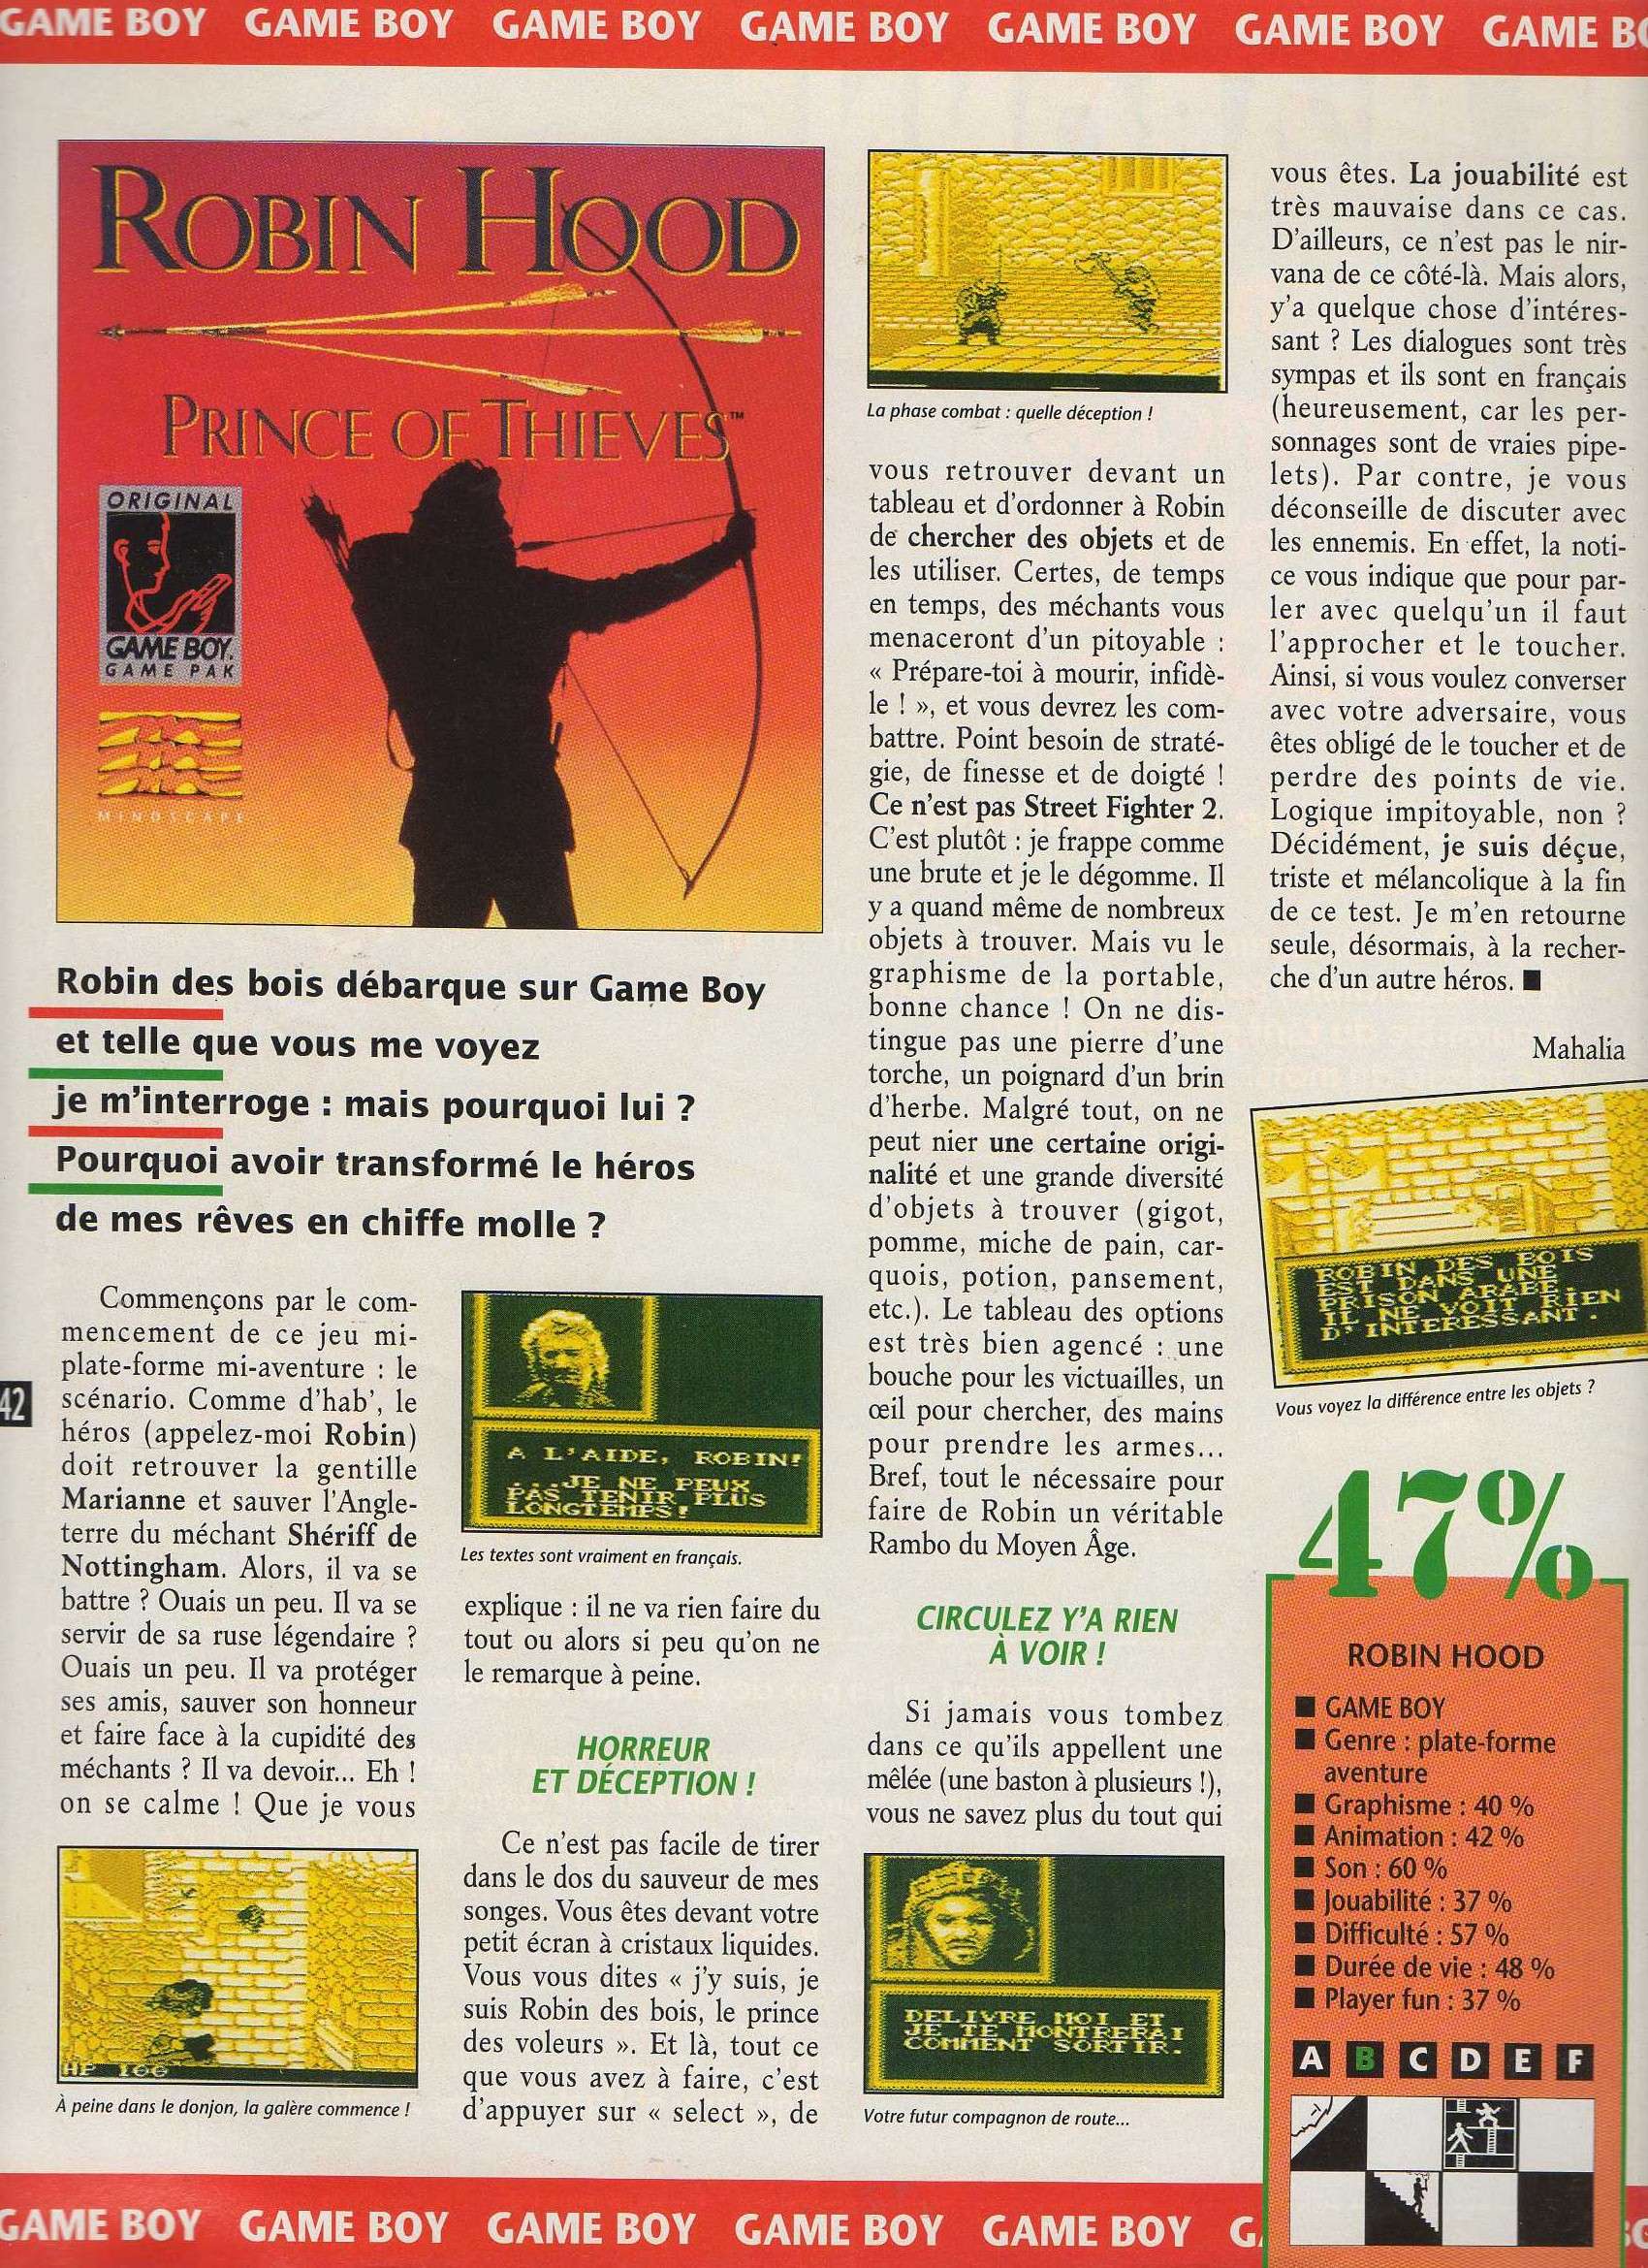 GAME BOY GAME BOY GAME BOY GAME BOY GAME BOY GAME BOY GAME BO
ROBIN HOOD
PRINCE OF THIEVES™
ORIGINAL
GAME BOY.
GAME PAK
MINDSCAPE
Robin des bois débarque sur Game Boy
et telle que vous me voyez
je m'interroge : mais pourquoi lui ?
Pourquoi avoir transformé le héros
de mes rêves en chiffe molle ?
Commençons par le com-
mencement de ce jeu mi-
plate-forme mi-aventure : le
scénario. Comme d'hab', le
héros (appelez-moi Robin)
doit retrouver la gentille
Marianne et sauver l'Angle-
terre du méchant Shériff de
Nottingham. Alors, il va se
battre ? Ouais un peu. Il va se
servir de sa ruse légendaire ?
Ouais un peu. Il va protéger
ses amis, sauver son honneur
et faire face à la cupidité des
méchants ? Il va devoir... Eh !
on se calme ! Que je vous
HP 100
À peine dans le donjon, la galère commence !
42
A L'AIDE, ROBIN!
JE NE PEUX
PAS TENIR PLUS
LONGTEMPS!
Les textes sont vraiment en français.
explique : il ne va rien faire du
tout ou alors si peu qu'on ne
le remarque à peine.
HORREUR
ET DÉCEPTION !
Ce n'est pas facile de tirer
dans le dos du sauveur de mes
songes. Vous êtes devant votre
petit écran à cristaux liquides.
Vous vous dites « j'y suis, je
suis Robin des bois, le prince
des voleurs ». Et là, tout ce
que vous avez à faire, c'est
d'appuyer sur « select », de
La phase combat : quelle déception !
vous retrouver devant un
tableau et d'ordonner à Robin
de chercher des objets et de
les utiliser. Certes, de temps
en temps, des méchants vous
menaceront d'un pitoyable :
« Prépare-toi à mourir, infidè-
le ! », et vous devrez les com-
battre. Point besoin de straté-
gie, de finesse et de doigté !
Ce n'est pas Street Fighter 2.
C'est plutôt : je frappe comme
une brute et je le dégomme. Il
y a quand même de nombreux
objets à trouver. Mais vu le
graphisme de la portable,
bonne chance ! On ne dis-
tingue pas une pierre d'une
torche, un poignard d'un brin
d'herbe. Malgré tout, on ne
peut nier une certaine origi-
nalité et une grande diversité
d'objets à trouver (gigot,
pomme, miche de pain, car-
quois, potion, pansement,
etc.). Le tableau des options
est très bien agencé : une
bouche pour les victuailles, un
œil pour chercher, des mains
pour prendre les armes...
Bref, tout le nécessaire pour
faire de Robin un véritable
Rambo du Moyen Âge.
CIRCULEZ Y'A RIEN
À VOIR !
Si jamais vous tombez
dans ce qu'ils appellent une
mêlée (une baston à plusieurs !),
vous ne savez plus du tout qui
DELIVRE MOI ET
JE TE MONTRERAI
COMMENT SORTIR.
Votre futur compagnon de route...
vous êtes. La jouabilité est
très mauvaise dans ce cas.
D'ailleurs, ce n'est pas le nir-
vana de ce côté-là. Mais alors,
y'a quelque chose d'intéres-
sant ? Les dialogues sont très
sympas et ils sont en français
(heureusement, car les per-
sonnages sont de vraies pipe-
lets). Par contre, je vous
déconseille de discuter avec
les ennemis. En effet, la noti-
ce vous indique que pour par-
ler avec quelqu'un il faut
l'approcher et le toucher.
Ainsi, si vous voulez converser
avec votre adversaire, vous
êtes obligé de le toucher et de
perdre des points de vie.
Logique impitoyable, non ?
Décidément, je suis déçue,
triste et mélancolique à la fin
de ce test. Je m'en retourne
seule, désormais, à la recher-
che d'un autre héros. ■
Mahalia
ROBIN DES BOIS
EST DANS UNE
PRISON ARABE
IL NE VOIT RIEN
D'INTERESSANT.
Vous voyez la différence entre les objets ?
47%
ROBIN HOOD
■ GAME BOY
■ Genre : plate-forme
aventure
■ Graphisme : 40 %
■ Animation : 42 %
■ Son : 60 %
■ Jouabilité : 37 %
■ Difficulté : 57 %
■ Durée de vie : 48 %
■ Player fun : 37 %
A B C D E F
GAME BOY GAME BOY GAME BOY GAME BOY GAME BOY G